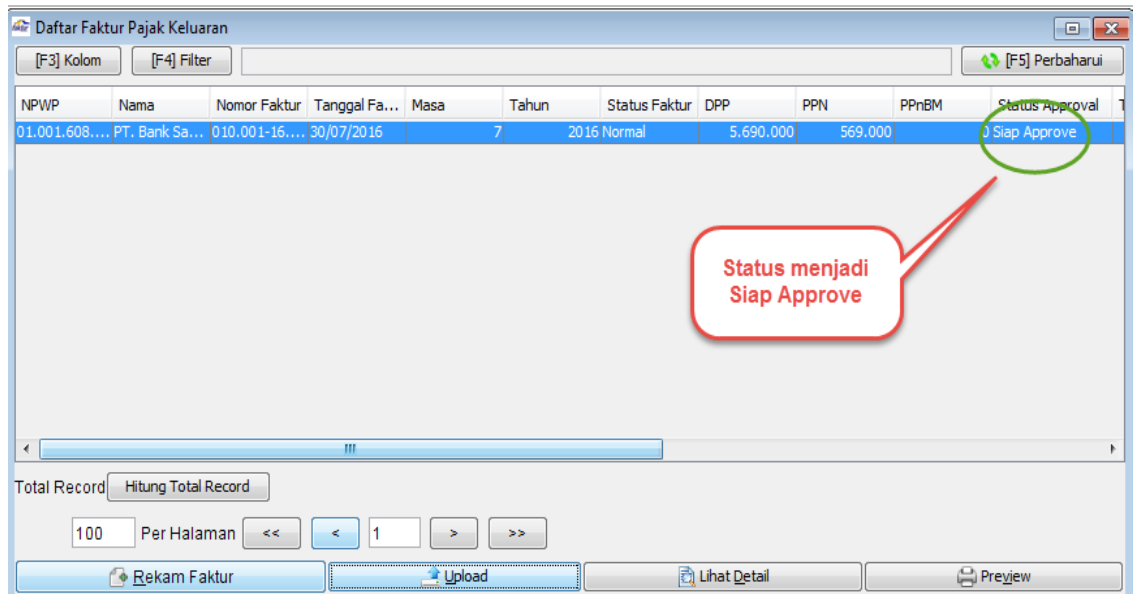 Daftar Faktur Pajak Keluaran
[F3] Kolom [F4] Filter [F5] Perbaharui
NPWP Nama Nomor Faktur Tanggal Fa... Masa Tahun Status Faktur DPP PPN PPnBM Status Approval T
01.001.608.... PT. Bank Sa... 010.001-16.... 30/07/2016 7 2016 Normal 5.690.000 569.000 0 Siap Approve
Status menjadi
Siap Approve
Total Record Hitung Total Record
100 Per Halaman << < 1 > >>
Rekam Faktur Upload Lihat Detail Preview